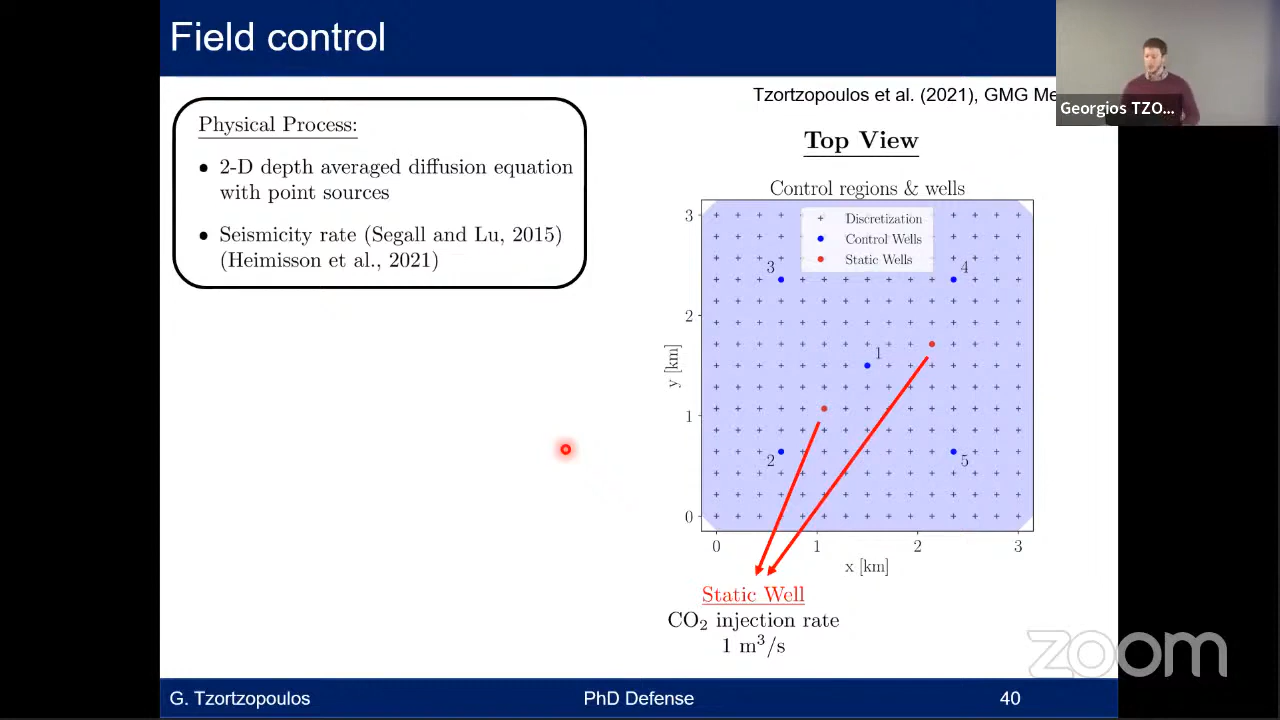 Field control
Georgios TZO...
Tzortzopoulos et al. (2021), GMG Me
Physical Process:
• 2-D depth averaged diffusion equation
with point sources
• Seismicity rate (Segall and Lu, 2015)
(Heimisson et al., 2021)
Top View
Control regions & wells
Discretization
Control Wells
Static Wells
3
2
1
0
y [km]
3
4
1
2
5
0
1
2
3
x [km]
Static Well
CO₂ injection rate
1 m³/s
zoom
G. Tzortzopoulos
PhD Defense
40